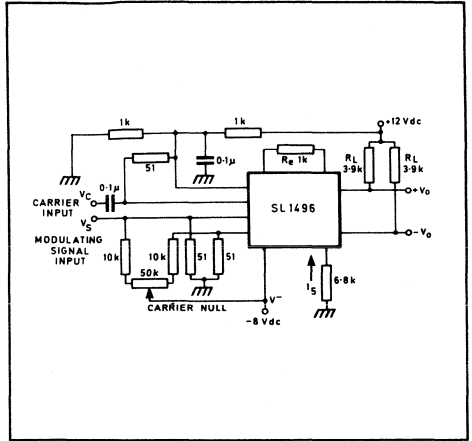 1k
1k
+12 Vdc
Re 1k
RL
3·9k
RL
3·9k
51
0·1μ
0·1μ
VC
CARRIER
INPUT
+Vo
SL1496
VS
MODULATING
SIGNAL
INPUT
-Vo
10k
10k
51
51
50k
I5
6·8k
CARRIER NULL
V-
-8 Vdc